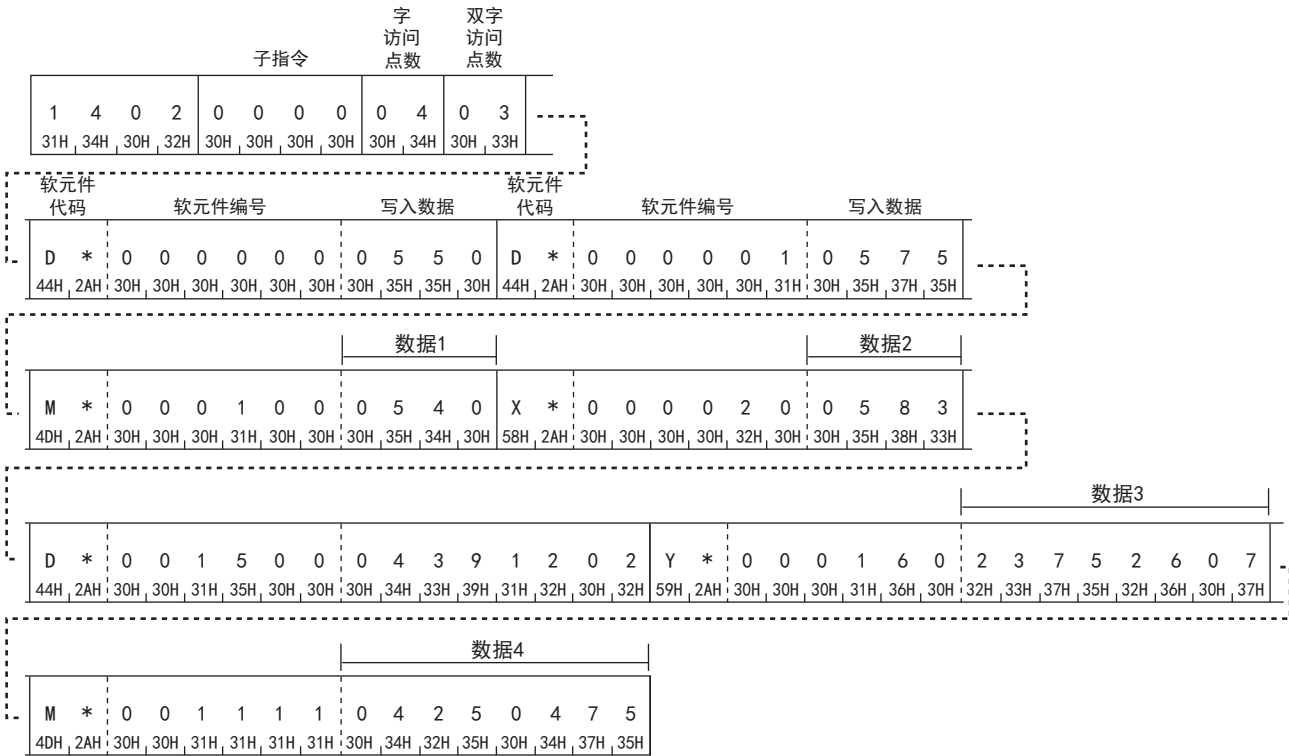 字
访问
点数
双字
访问
点数
子指令
1 4 0 2 0 0 0 0 0 4 0 3
31H 34H 30H 32H 30H 30H 30H 30H 30H 34H 30H 33H
软元件
代码 软元件编号 写入数据 软元件
代码 软元件编号 写入数据
D * 0 0 0 0 0 0 0 5 5 0 D * 0 0 0 0 0 1 0 5 7 5
44H 2AH 30H 30H 30H 30H 30H 30H 30H 35H 35H 30H 44H 2AH 30H 30H 30H 30H 30H 31H 30H 35H 37H 35H
数据1 数据2
M * 0 0 0 1 0 0 0 5 4 0 X * 0 0 0 0 2 0 0 5 8 3
4DH 2AH 30H 30H 30H 31H 30H 30H 30H 35H 34H 30H 58H 2AH 30H 30H 30H 30H 32H 30H 30H 35H 38H 33H
数据3
D * 0 0 1 5 0 0 0 4 3 9 1 2 0 2 Y * 0 0 0 1 6 0 2 3 7 5 2 6 0 7
44H 2AH 30H 30H 31H 35H 30H 30H 30H 34H 33H 39H 31H 32H 30H 32H 59H 2AH 30H 30H 30H 31H 36H 30H 32H 33H 37H 35H 32H 36H 30H 37H
数据4
M * 0 0 1 1 1 1 0 4 2 5 0 4 7 5
4DH 2AH 30H 30H 31H 31H 31H 31H 30H 34H 32H 35H 30H 34H 37H 35H